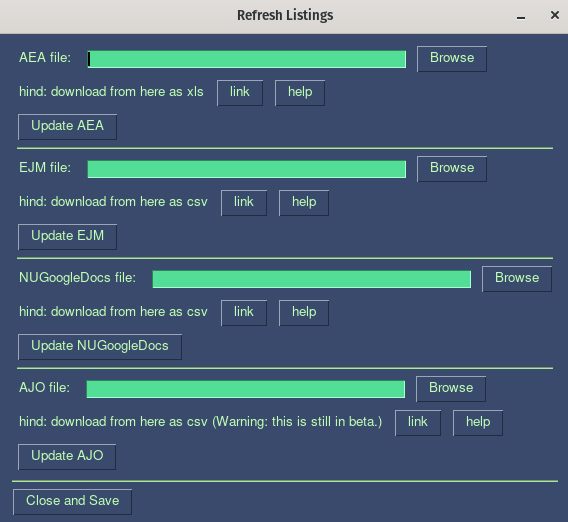 Refresh Listings
AEA file: Browse
hind: download from here as xls link help
Update AEA
EJM file: Browse
hind: download from here as csv link help
Update EJM
NUGoogleDocs file: Browse
hind: download from here as csv link help
Update NUGoogleDocs
AJO file: Browse
hind: download from here as csv (Warning: this is still in beta.) link help
Update AJO
Close and Save